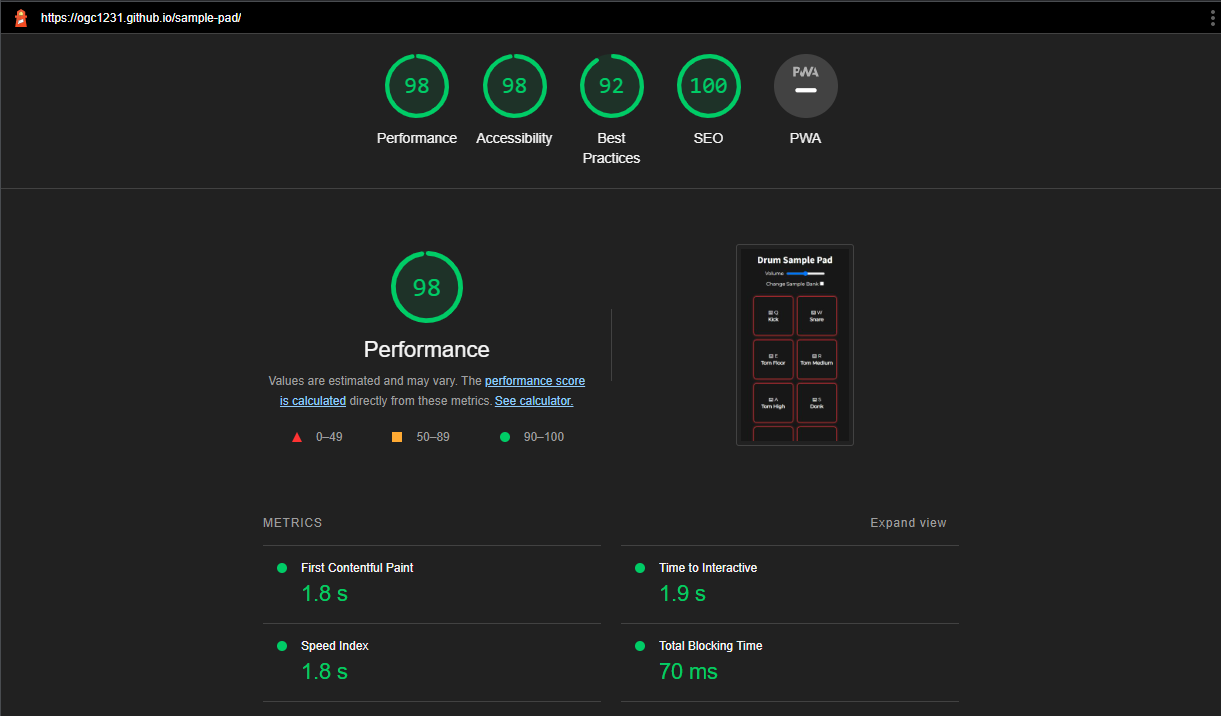 https://ogc1231.github.io/sample-pad/
98
98
92
100
PWA
Performance
Accessibility
Best
Practices
SEO
PWA
98
Performance
Values are estimated and may vary. The performance score
is calculated directly from these metrics. See calculator.
0–49
50–89
90–100
Drum Sample Pad
Volume
Change Sample Bank
Q
Kick
W
Snare
E
Tom Floor
R
Tom Medium
A
Tom High
S
Donk
METRICS
Expand view
First Contentful Paint
1.8 s
Time to Interactive
1.9 s
Speed Index
1.8 s
Total Blocking Time
70 ms